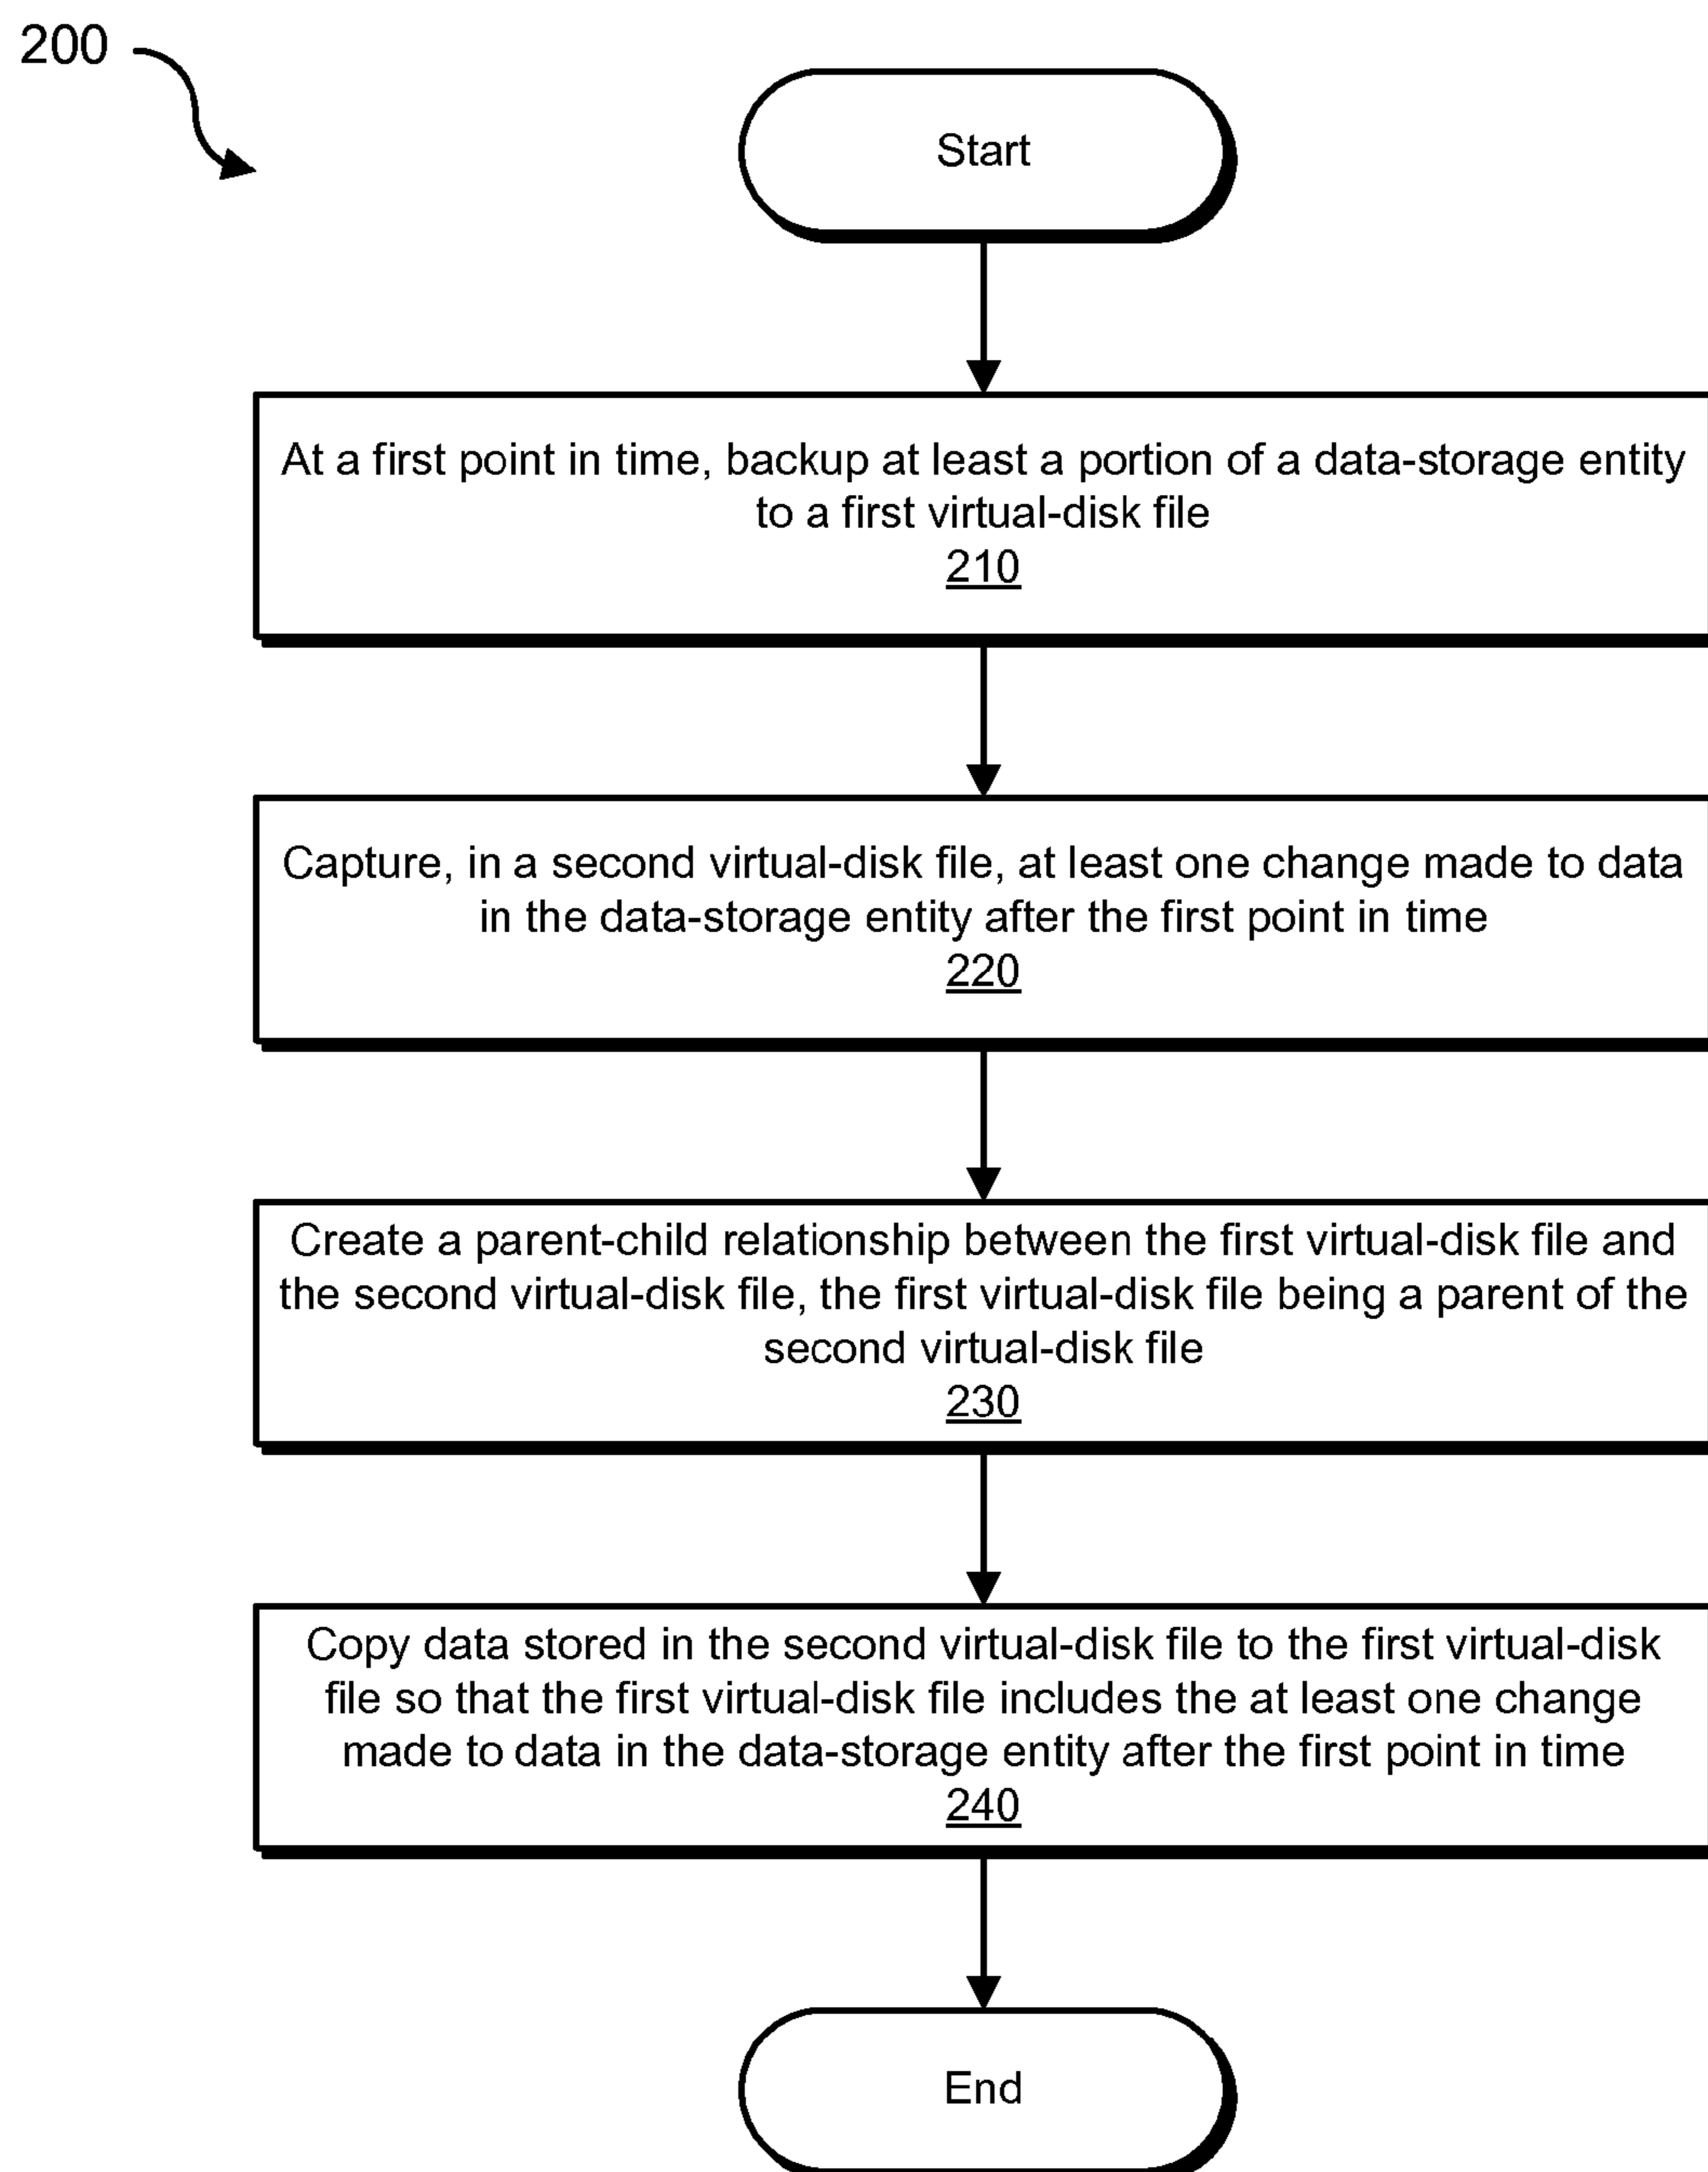 200
Start
At a first point in time, backup at least a portion of a data-storage entity
to a first virtual-disk file
210
Capture, in a second virtual-disk file, at least one change made to data
in the data-storage entity after the first point in time
220
Create a parent-child relationship between the first virtual-disk file and
the second virtual-disk file, the first virtual-disk file being a parent of the
second virtual-disk file
230
Copy data stored in the second virtual-disk file to the first virtual-disk
file so that the first virtual-disk file includes the at least one change
made to data in the data-storage entity after the first point in time
240
End